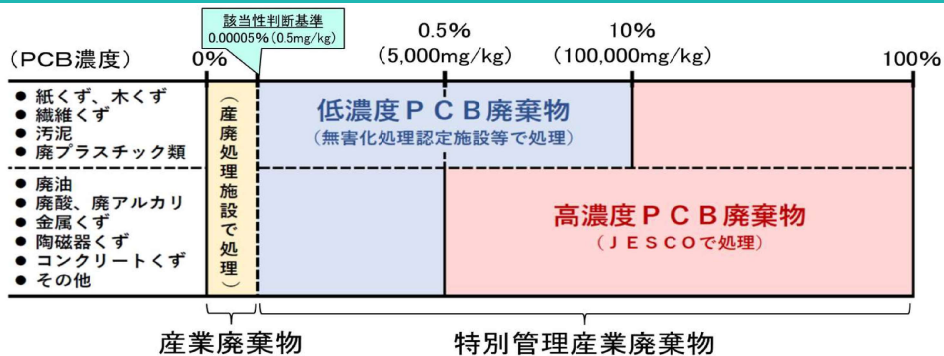 該当性判断基準
0.00005%(0.5mg/kg)
(PCB濃度)
0%
0.5%
(5,000mg/kg)
10%
(100,000mg/kg)
100%
● 紙くず、木くず
● 繊維くず
● 汚泥
● 廃プラスチック類
● 廃油
● 廃酸、廃アルカリ
● 金属くず
● 陶磁器くず
● コンクリートくず
● その他
(産廃処理施設で処理)
低濃度PCB廃棄物
(無害化処理認定施設等で処理)
高濃度PCB廃棄物
(JESCOで処理)
産業廃棄物
特別管理産業廃棄物